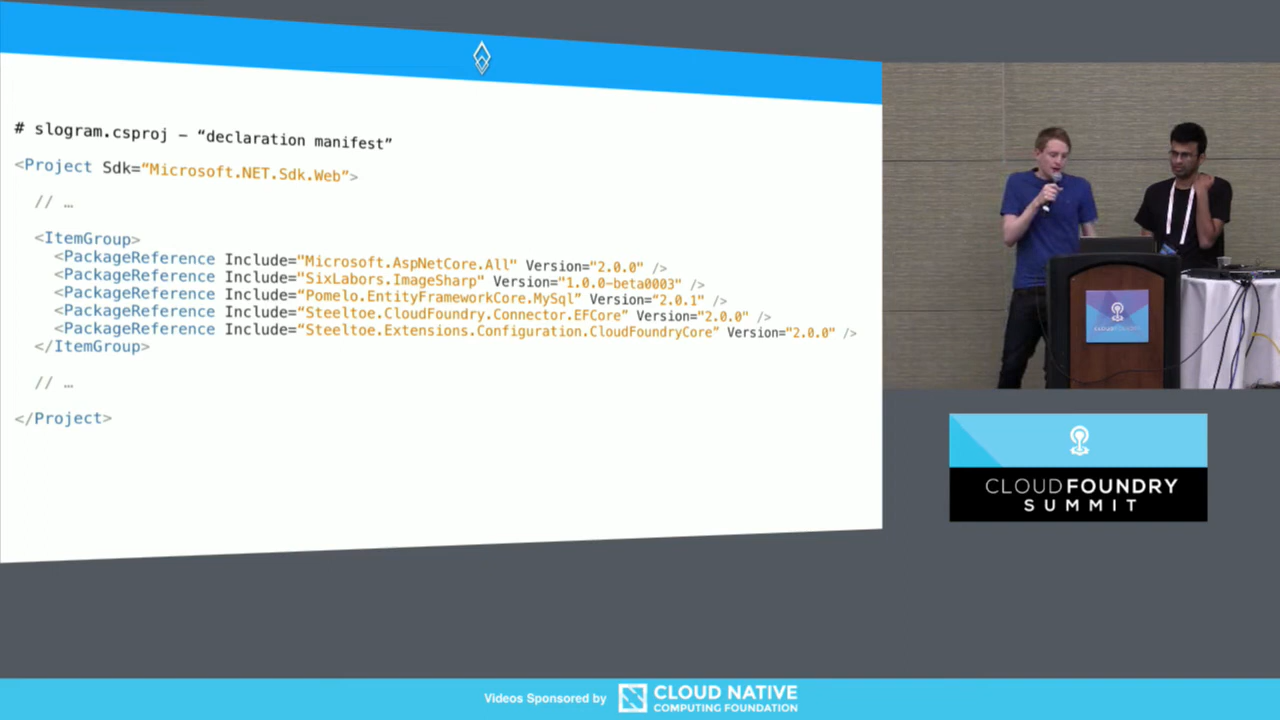 # slogram.csproj – “declaration manifest”
<Project Sdk=“Microsoft.NET.Sdk.Web”>
// …
<ItemGroup>
<PackageReference Include=“Microsoft.AspNetCore.All” Version=“2.0.0” />
<PackageReference Include=“SixLabors.ImageSharp” Version=“1.0.0-beta0003” />
<PackageReference Include=“Pomelo.EntityFrameworkCore.MySql” Version=“2.0.1” />
<PackageReference Include=“Steeltoe.CloudFoundry.Connector.EFCore” Version=“2.0.0” />
<PackageReference Include=“Steeltoe.Extensions.Configuration.CloudFoundryCore” Version=“2.0.0” />
</ItemGroup>
// …
</Project>
CLOUDFOUNDRY
SUMMIT
Videos Sponsored by
CLOUD NATIVE
COMPUTING FOUNDATION